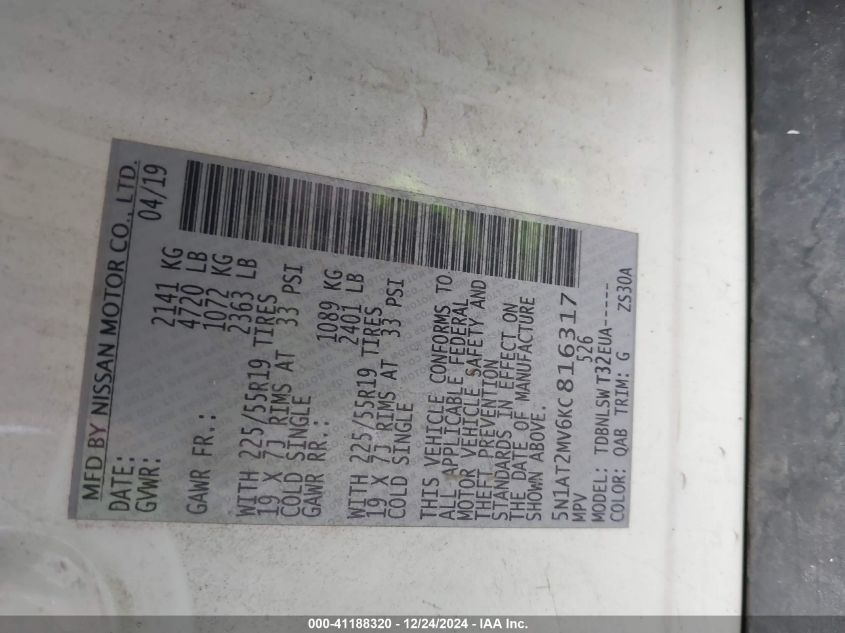 MFD BY NISSAN MOTOR CO., LTD.
DATE: 04/19
GVWR: 2141 KG
4720 LB
GAWR FR.: 1072 KG
2363 LB
WITH 225/55R19 TIRES
19 X 7J RIMS AT 33 PSI
COLD SINGLE
GAWR RR.: 1089 KG
2401 LB
WITH 225/55R19 TIRES
19 X 7J RIMS AT 33 PSI
COLD SINGLE
THIS VEHICLE CONFORMS TO
ALL APPLICABLE FEDERAL
MOTOR VEHICLE SAFETY AND
THEFT PREVENTION
STANDARDS IN EFFECT ON
THE DATE OF MANUFACTURE
SHOWN ABOVE.
5N1AT2MV6KC816317
MPV 526
MODEL: TDBNLSWT32EUA-----
COLOR: QAB TRIM: G ZS30A
000-41188320 - 12/24/2024 - IAA Inc.